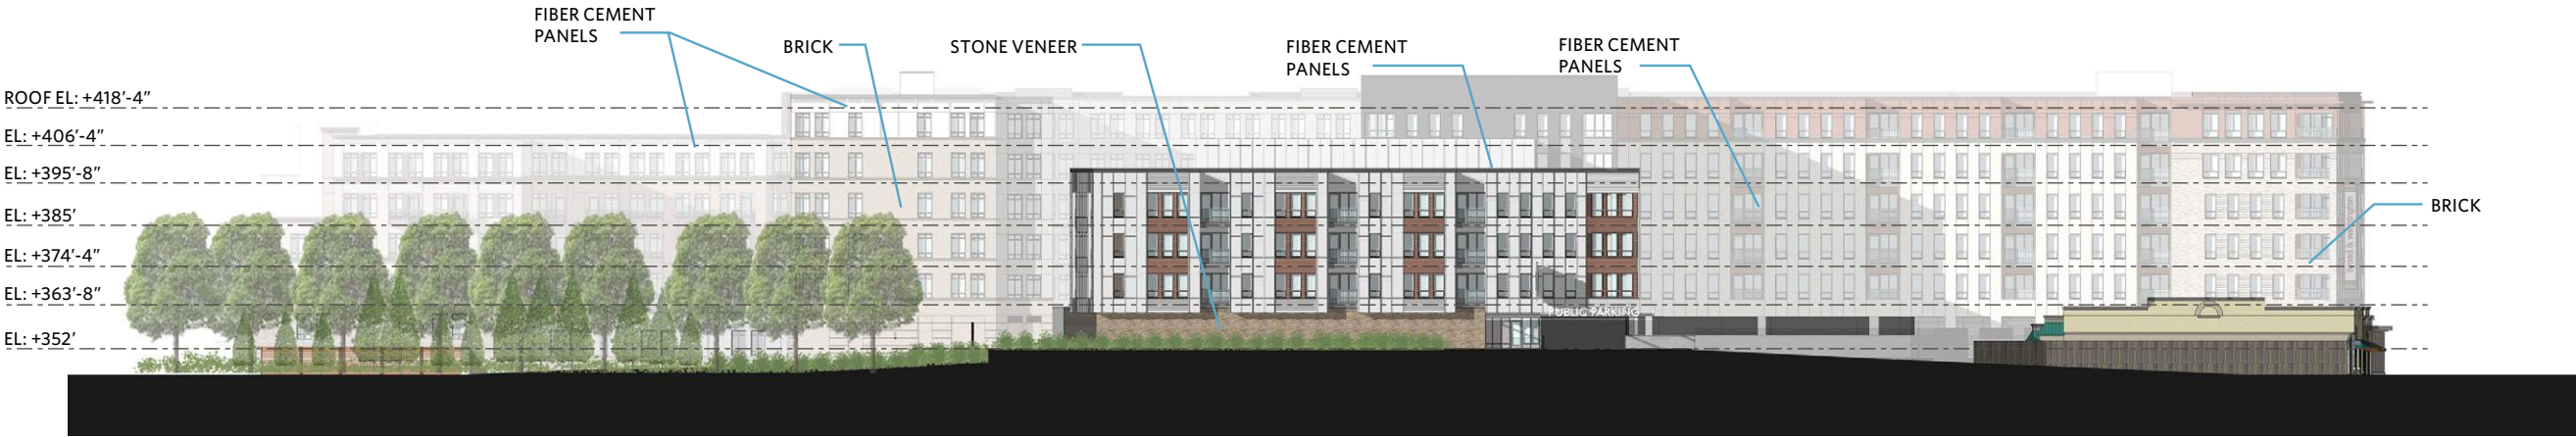 FIBER CEMENT
PANELS
BRICK
STONE VENEER
FIBER CEMENT
PANELS
FIBER CEMENT
PANELS
ROOF EL: +418'-4"
EL: +406'-4"
EL: +395'-8"
EL: +385'
EL: +374'-4"
EL: +363'-8"
EL: +352'
BRICK
PUBLIC PARKING